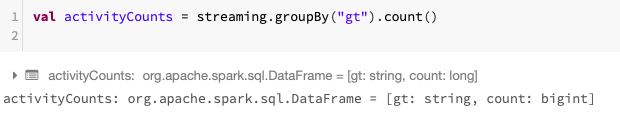 1 val activityCounts = streaming.groupBy("gt").count()
2
activityCounts: org.apache.spark.sql.DataFrame = [gt: string, count: long]
activityCounts: org.apache.spark.sql.DataFrame = [gt: string, count: bigint]